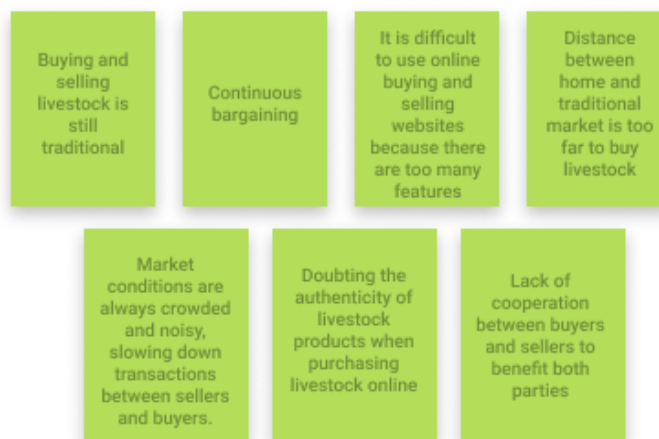 Buying and
selling
livestock is
still
traditional
Continuous
bargaining
It is difficult
to use online
buying and
selling
websites
because there
are too many
features
Distance
between
home and
traditional
market is too
far to buy
livestock
Market
conditions are
always crowded
and noisy,
slowing down
transactions
between sellers
and buyers.
Doubting the
authenticity of
livestock
products when
purchasing
livestock online
Lack of
cooperation
between buyers
and sellers to
benefit both
parties